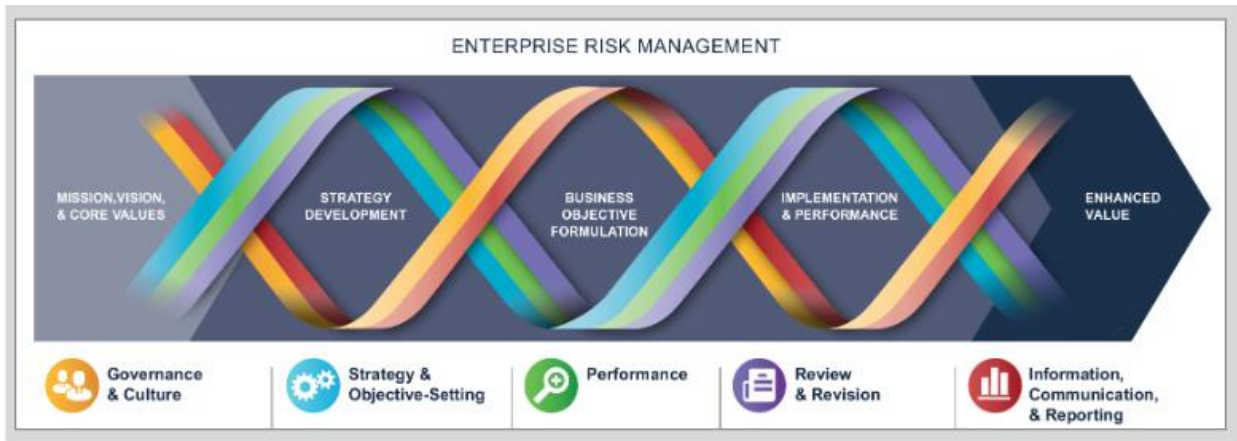 ENTERPRISE RISK MANAGEMENT
MISSION, VISION,
& CORE VALUES
STRATEGY
DEVELOPMENT
BUSINESS
OBJECTIVE
FORMULATION
IMPLEMENTATION
& PERFORMANCE
ENHANCED
VALUE
Governance
& Culture
Strategy &
Objective-Setting
Performance
Review
& Revision
Information,
Communication,
& Reporting